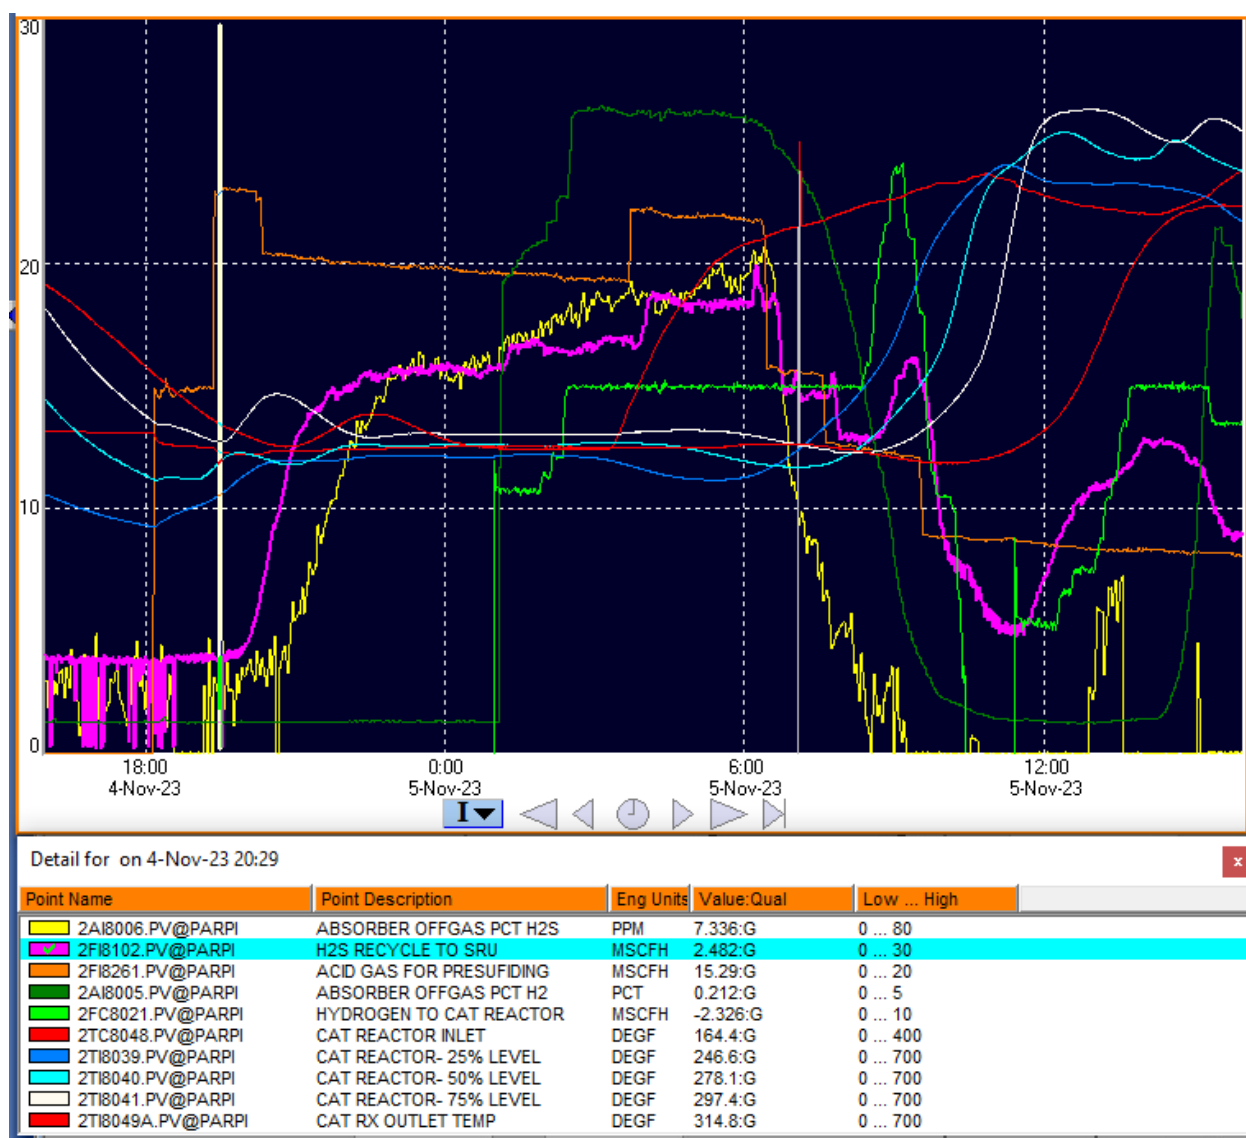 30
20
10
0
18:00 0:00 6:00 12:00
4-Nov-23 5-Nov-23 5-Nov-23 5-Nov-23
I
Detail for on 4-Nov-23 20:29
x
Point Name Point Description Eng Units Value:Qual Low ... High
2AI8006.PV@PARPI ABSORBER OFFGAS PCT H2S PPM 7.336:G 0 ... 80
2FI8102.PV@PARPI H2S RECYCLE TO SRU MSCFH 2.482:G 0 ... 30
2FI8261.PV@PARPI ACID GAS FOR PRESUFIDING MSCFH 15.29:G 0 ... 20
2AI8005.PV@PARPI ABSORBER OFFGAS PCT H2 PCT 0.212:G 0 ... 5
2FC8021.PV@PARPI HYDROGEN TO CAT REACTOR MSCFH -2.326:G 0 ... 10
2TC8048.PV@PARPI CAT REACTOR INLET DEGF 164.4:G 0 ... 400
2TI8039.PV@PARPI CAT REACTOR- 25% LEVEL DEGF 246.6:G 0 ... 700
2TI8040.PV@PARPI CAT REACTOR- 50% LEVEL DEGF 278.1:G 0 ... 700
2TI8041.PV@PARPI CAT REACTOR- 75% LEVEL DEGF 297.4:G 0 ... 700
2TI8049A.PV@PARPI CAT RX OUTLET TEMP DEGF 314.8:G 0 ... 700